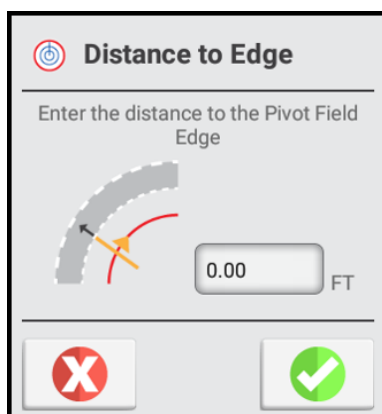 Distance to Edge
Enter the distance to the Pivot Field
Edge
0.00
FT